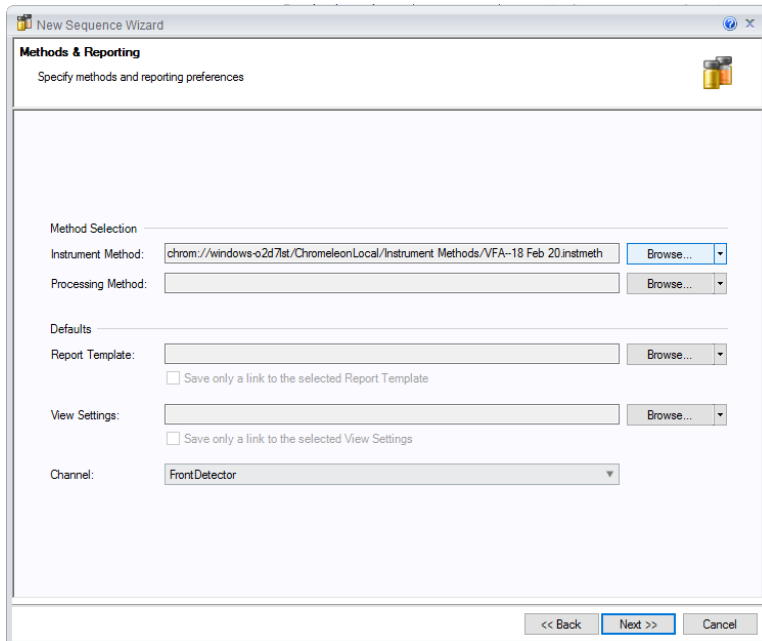 New Sequence Wizard
Methods & Reporting
Specify methods and reporting preferences
Method Selection
Instrument Method: chrom://windows-o2d7lst/ChromeleonLocal/Instrument Methods/VFA--18 Feb 20.instmeth Browse...
Processing Method: Browse...
Defaults
Report Template: Browse...
Save only a link to the selected Report Template
View Settings: Browse...
Save only a link to the selected View Settings
Channel: FrontDetector
<< Back Next >> Cancel